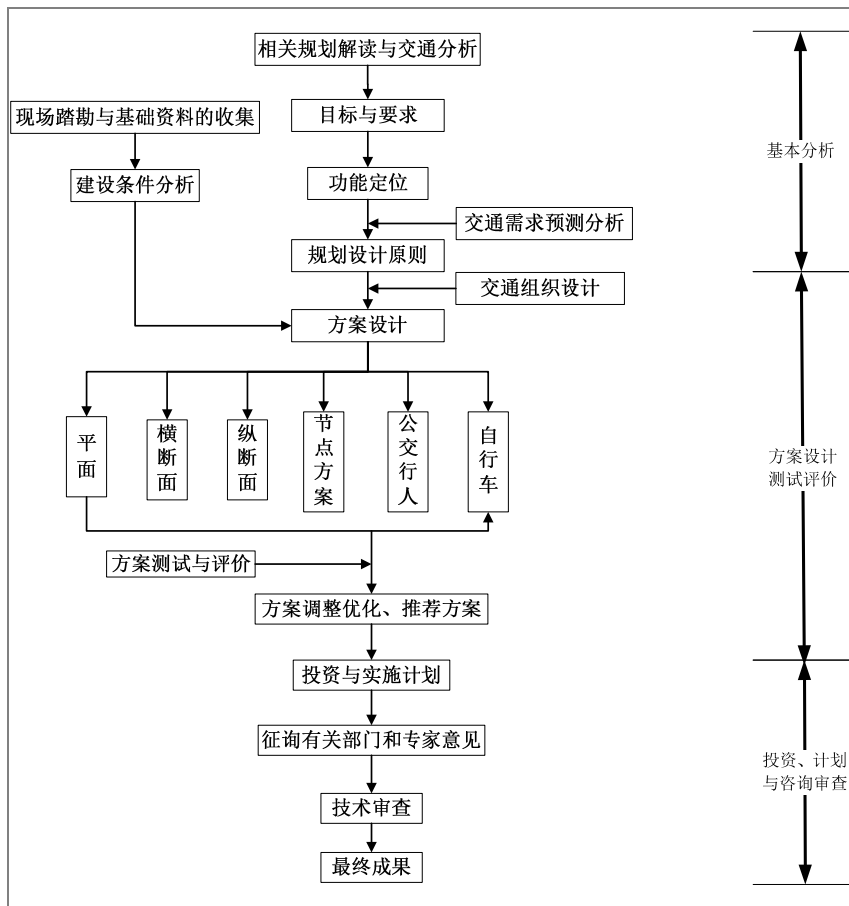 相关规划解读与交通分析
现场踏勘与基础资料的收集
目标与要求
基本分析
建设条件分析
功能定位
交通需求预测分析
规划设计原则
交通组织设计
方案设计
平面
横断面
纵断面
节点方案
公交行人
自行车
方案设计
测试评价
方案测试与评价
方案调整优化、推荐方案
投资与实施计划
征询有关部门和专家意见
投资、计划
与咨询审查
技术审查
最终成果